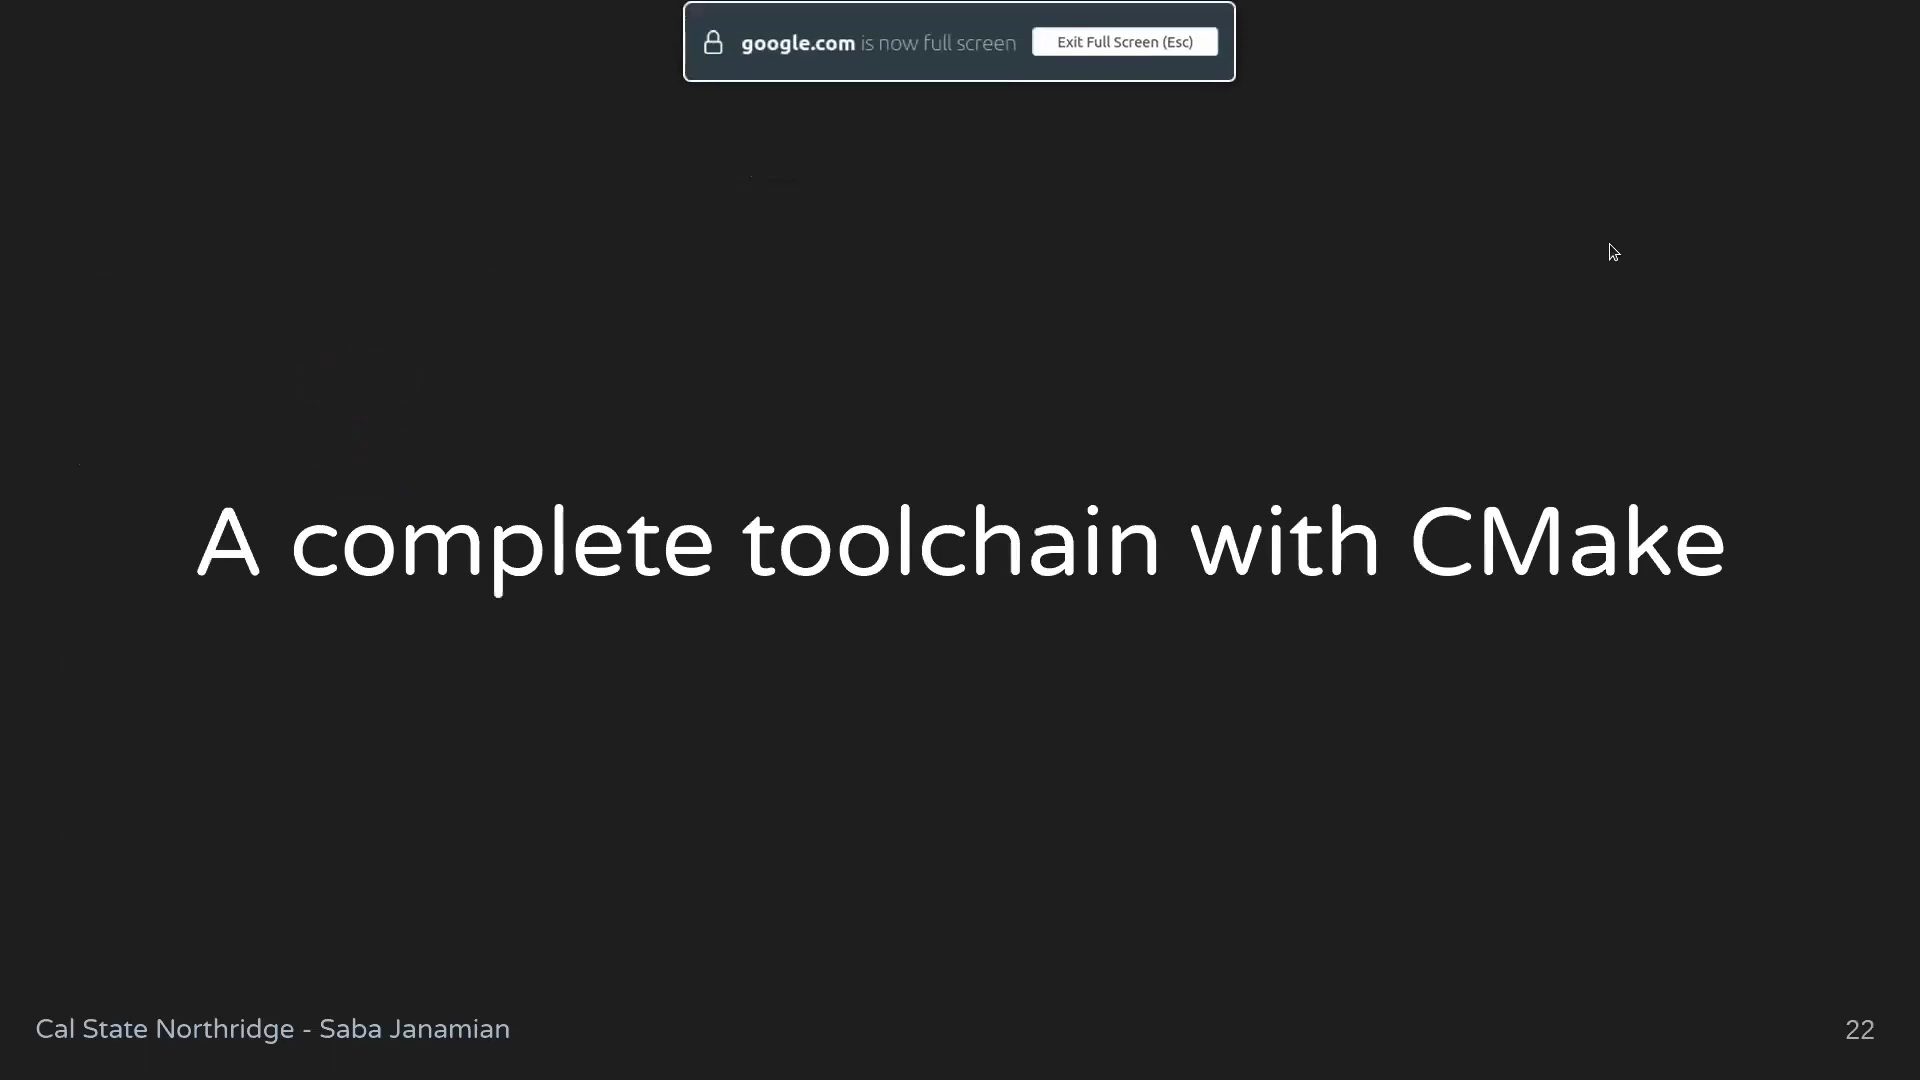 google.com is now full screen Exit Full Screen (Esc)
A complete toolchain with CMake
Cal State Northridge - Saba Janamian
22